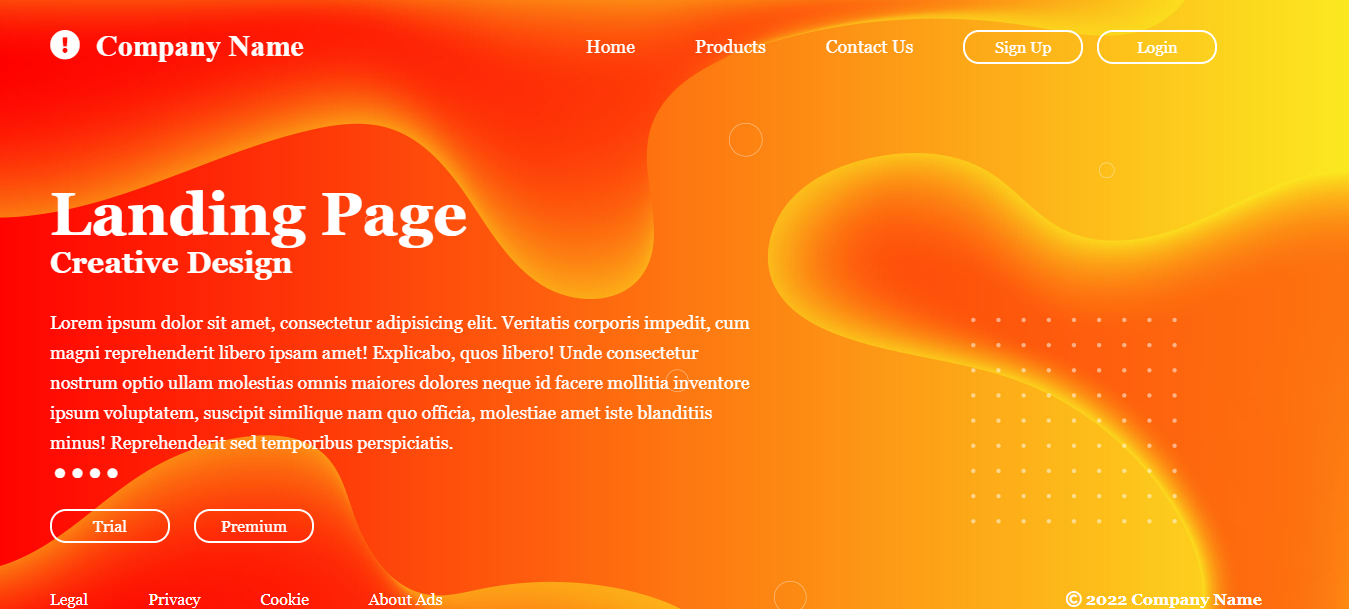 Company Name
Home Products Contact Us Sign Up Login
Landing Page
Creative Design
Lorem ipsum dolor sit amet, consectetur adipisicing elit. Veritatis corporis impedit, cum
magni reprehenderit libero ipsam amet! Explicabo, quos libero! Unde consectetur
nostrum optio ullam molestias omnis maiores dolores neque id facere mollitia inventore
ipsum voluptatem, suscipit similique nam quo officia, molestiae amet iste blanditiis
minus! Reprehenderit sed temporibus perspiciatis.
Trial Premium
Legal Privacy Cookie About Ads © 2022 Company Name